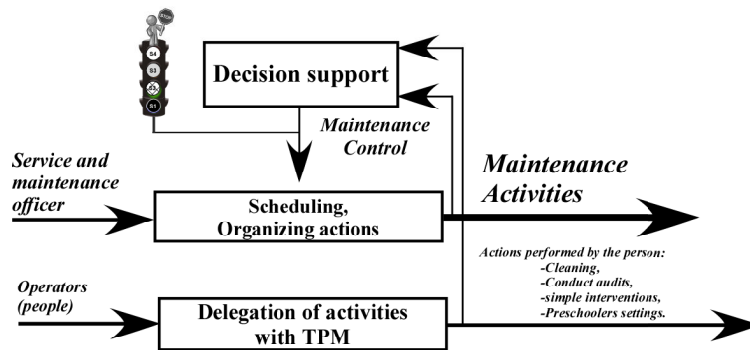 STOP
S4
S3
S2
S1
Decision support
Maintenance
Control
Service and
maintenance
officer
Scheduling,
Organizing actions
Maintenance
Activities
Operators
(people)
Delegation of activities
with TPM
Actions performed by the person:
-Cleaning,
-Conduct audits,
-simple interventions,
-Preschoolers settings.